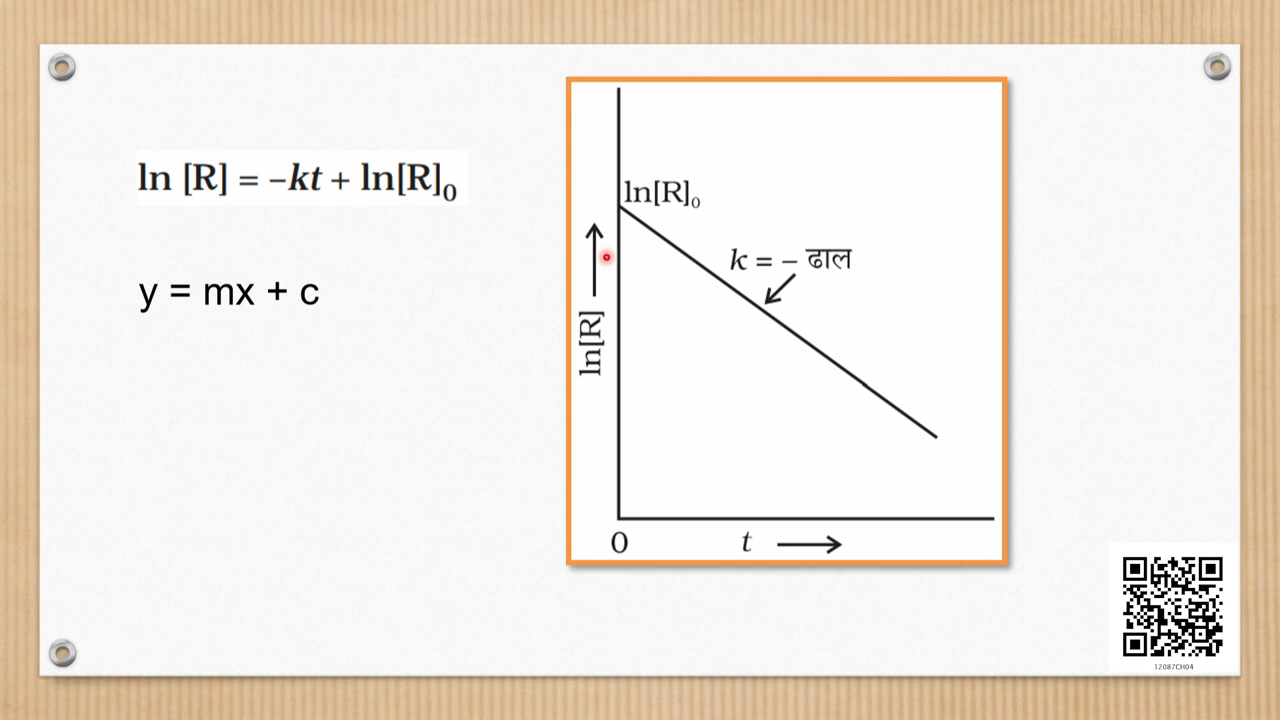 ln [R] = –kt + ln[R]₀
y = mx + c
ln[R]₀
k = – ढाल
ln[R]
0
t
12087CH04